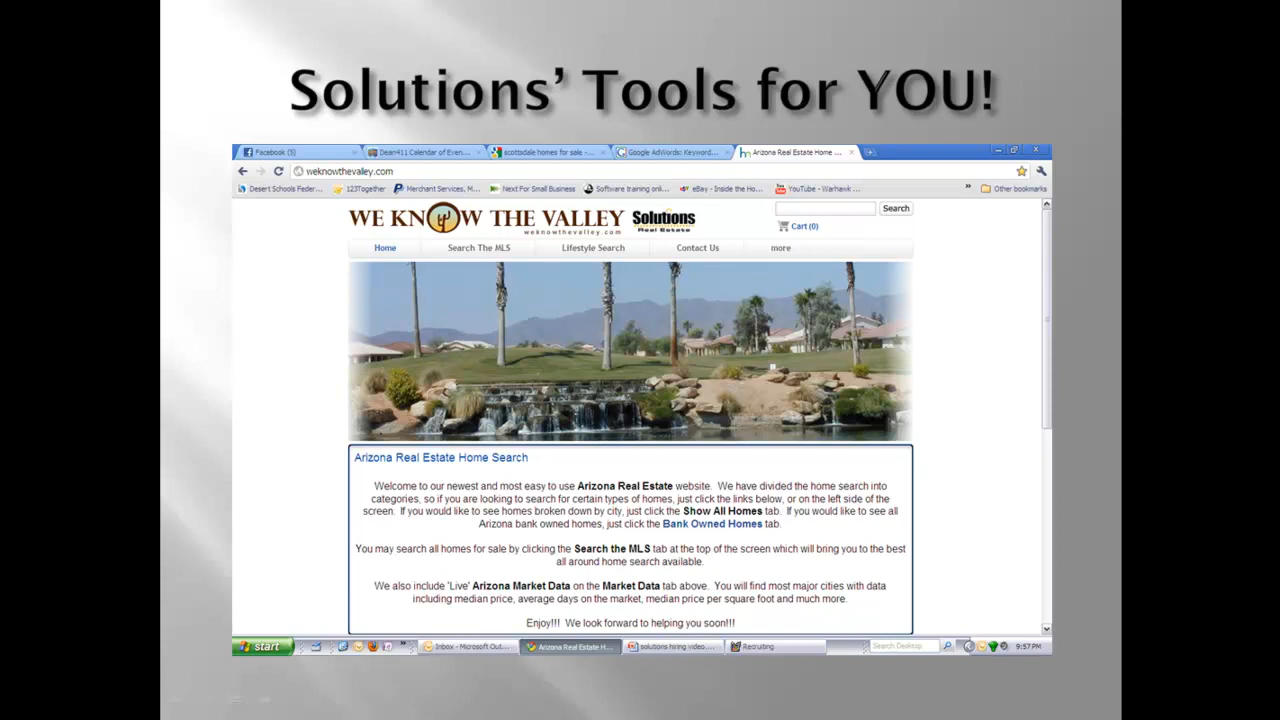 Solutions' Tools for YOU!
Facebook (5)
Dean411 Calendar of Even...
scottsdale homes for sale - ...
Google AdWords: Keyword...
Arizona Real Estate Home ...
weknowthevalley.com
Desert Schools Feder...
123Together
Merchant Services, M...
Next For Small Business
Software training onli...
eBay - Inside the Ho...
YouTube - Warhawk ...
»
Other bookmarks
WE KNOW THE VALLEY
weknowthevalley.com
Solutions
Real Estate
Search
Cart (0)
Home
Search The MLS
Lifestyle Search
Contact Us
more
Arizona Real Estate Home Search
Welcome to our newest and most easy to use Arizona Real Estate website. We have divided the home search into
categories, so if you are looking to search for certain types of homes, just click the links below, or on the left side of the
screen. If you would like to see homes broken down by city, just click the Show All Homes tab. If you would like to see all
Arizona bank owned homes, just click the Bank Owned Homes tab.
You may search all homes for sale by clicking the Search the MLS tab at the top of the screen which will bring you to the best
all around home search available.
We also include 'Live' Arizona Market Data on the Market Data tab above. You will find most major cities with data
including median price, average days on the market, median price per square foot and much more.
Enjoy!!! We look forward to helping you soon!!!
start
»
Inbox - Microsoft Out...
Arizona Real Estate H...
solutions hiring video....
Recruiting
Search Desktop
9:57 PM